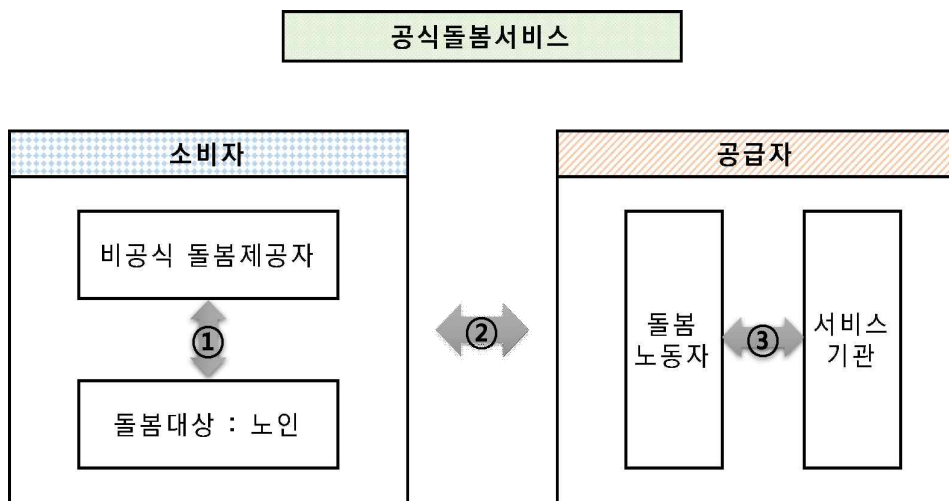 공식돌봄서비스
소비자
비공식 돌봄제공자
①
돌봄대상 : 노인
②
공급자
돌봄
노동자
③
서비스
기관